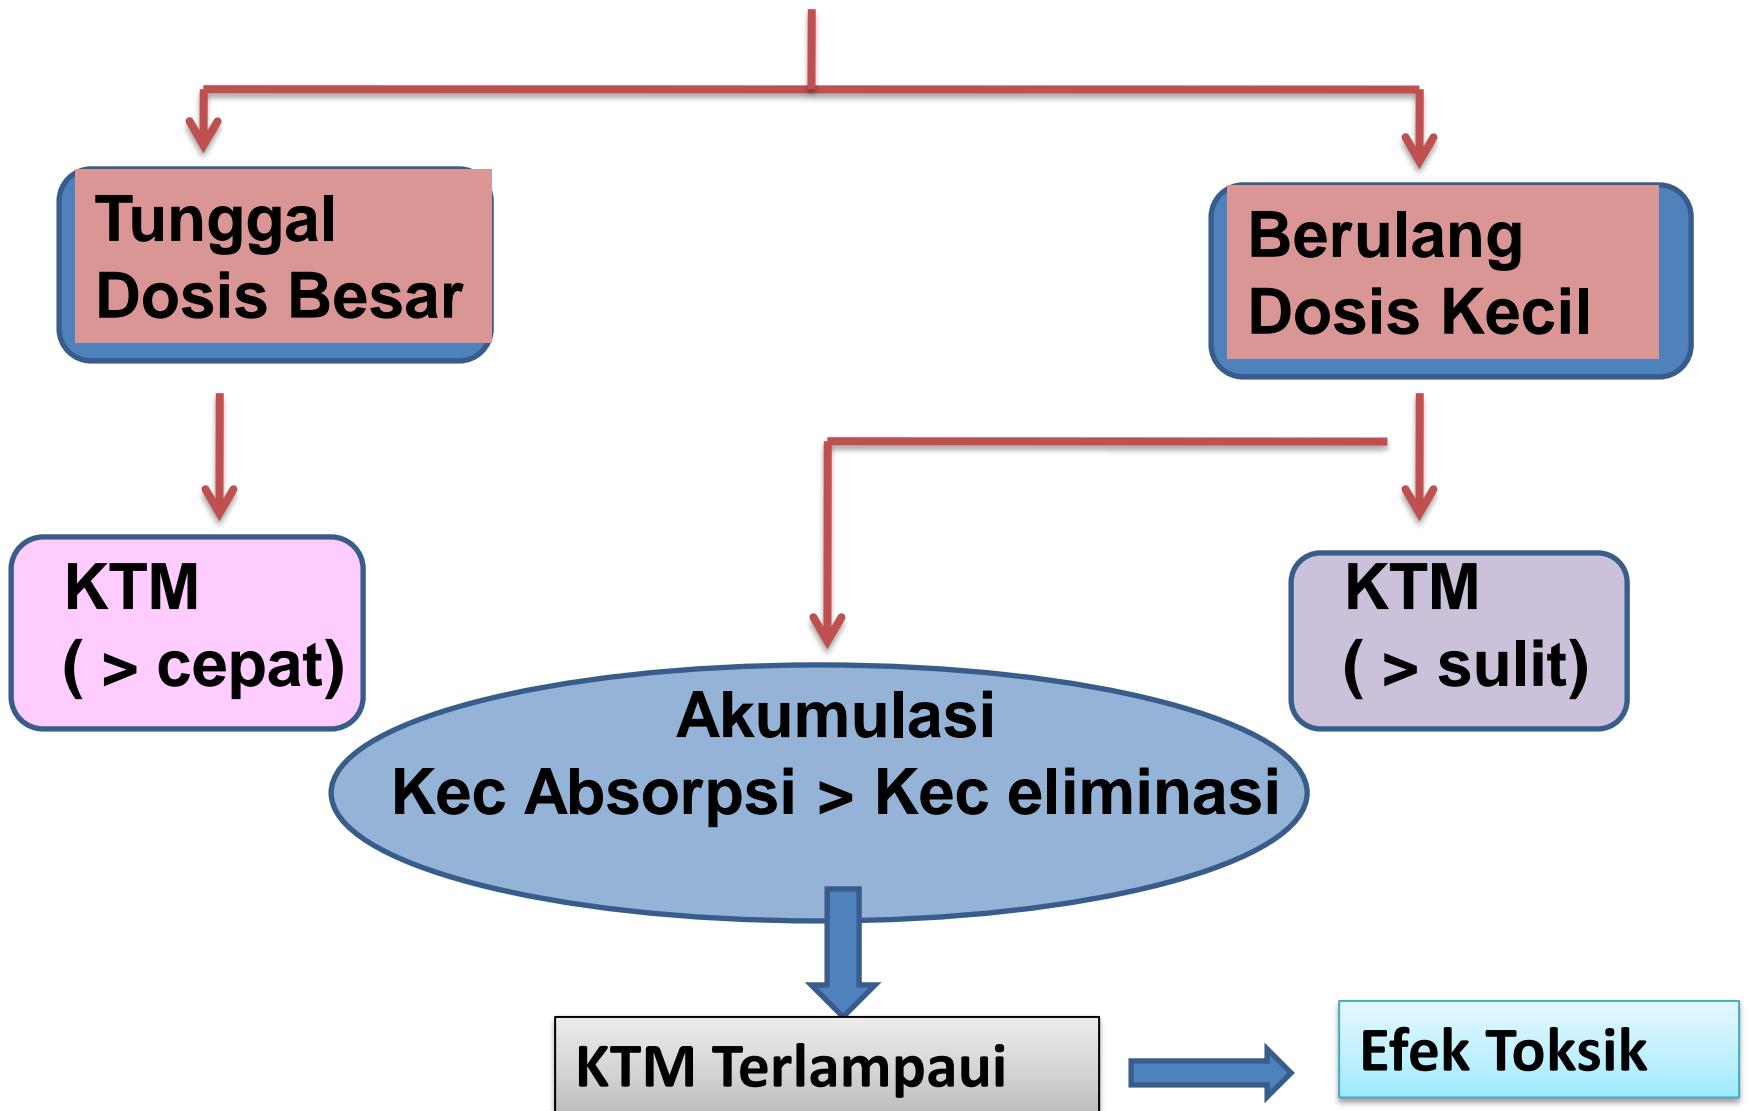 Tunggal
Dosis Besar
Berulang
Dosis Kecil
KTM
( > cepat)
KTM
( > sulit)
Akumulasi
Kec Absorpsi > Kec eliminasi
KTM Terlampaui
Efek Toksik